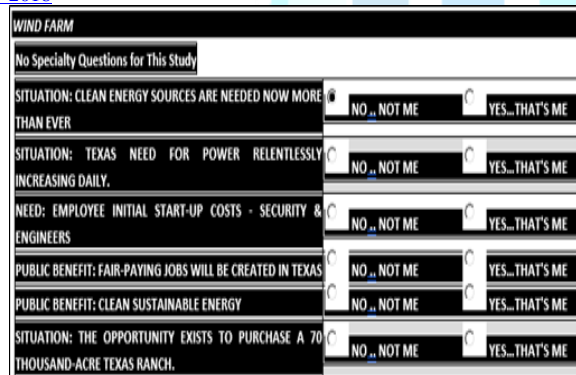 2018
WIND FARM
No Specialty Questions for This Study
SITUATION: CLEAN ENERGY SOURCES ARE NEEDED NOW MORE
THAN EVER
NO .. NOT ME
YES...THAT'S ME
SITUATION: TEXAS NEED FOR POWER RELENTLESSLY
INCREASING DAILY.
NO .. NOT ME
YES...THAT'S ME
NEED: EMPLOYEE INITIAL START-UP COSTS - SECURITY &
ENGINEERS
NO .. NOT ME
YES...THAT'S ME
PUBLIC BENEFIT: FAIR-PAYING JOBS WILL BE CREATED IN TEXAS
NO .. NOT ME
YES...THAT'S ME
PUBLIC BENEFIT: CLEAN SUSTAINABLE ENERGY
NO .. NOT ME
YES...THAT'S ME
SITUATION: THE OPPORTUNITY EXISTS TO PURCHASE A 70
THOUSAND-ACRE TEXAS RANCH.
NO .. NOT ME
YES...THAT'S ME